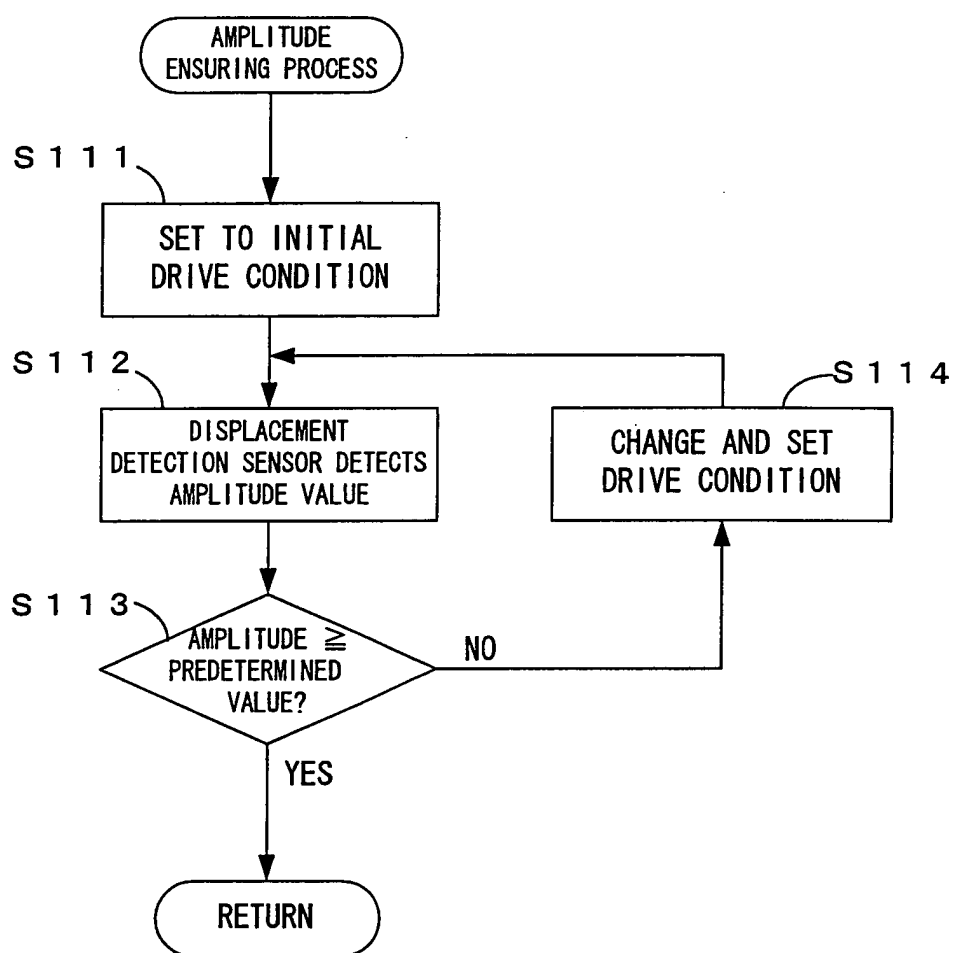 AMPLITUDE
ENSURING PROCESS
S111
SET TO INITIAL
DRIVE CONDITION
S112
DISPLACEMENT
DETECTION SENSOR DETECTS
AMPLITUDE VALUE
S114
CHANGE AND SET
DRIVE CONDITION
S113
AMPLITUDE ≧
PREDETERMINED
VALUE?
NO
YES
RETURN